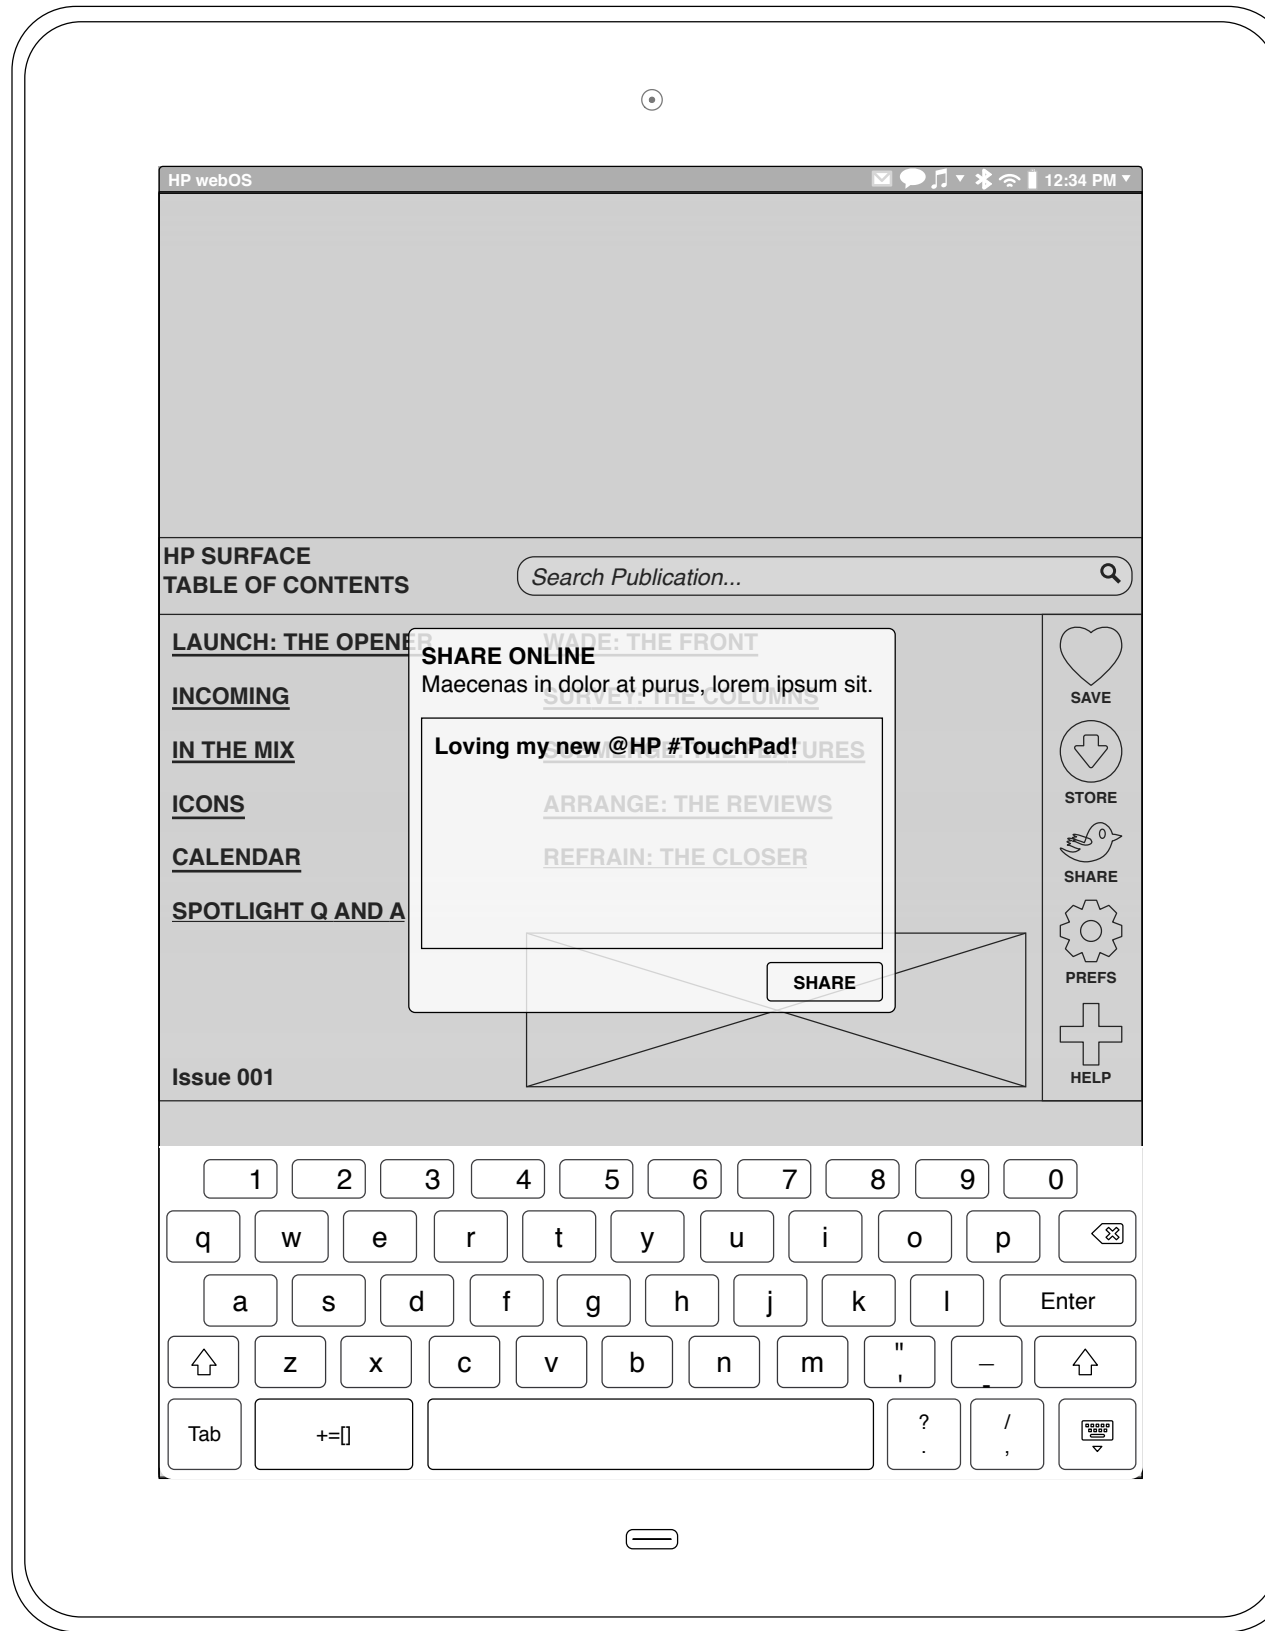 HP webOS
12:34 PM
HP SURFACE
TABLE OF CONTENTS
Search Publication...
LAUNCH: THE OPENER
INCOMING
IN THE MIX
ICONS
CALENDAR
SPOTLIGHT Q AND A
WADE: THE FRONT
SURVEY: THE COLUMNS
SUBMERGE: THE FEATURES
ARRANGE: THE REVIEWS
REFRAIN: THE CLOSER
SHARE ONLINE
Maecenas in dolor at purus, lorem ipsum sit.
Loving my new @HP #TouchPad!
SHARE
SAVE
STORE
SHARE
PREFS
HELP
Issue 001
1 2 3 4 5 6 7 8 9 0
q w e r t y u i o p
a s d f g h j k l Enter
z x c v b n m " ' _ -
Tab +=[] ? . / ,